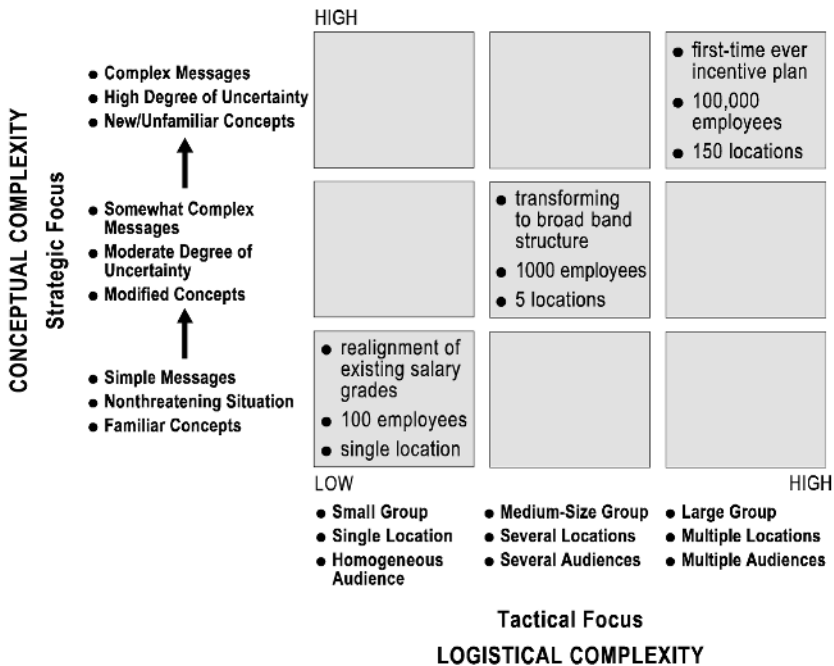 HIGH
CONCEPTUAL COMPLEXITY
Strategic Focus
● Complex Messages
● High Degree of Uncertainty
● New/Unfamiliar Concepts
● Somewhat Complex
Messages
● Moderate Degree of
Uncertainty
● Modified Concepts
● Simple Messages
● Nonthreatening Situation
● Familiar Concepts
● first-time ever
incentive plan
● 100,000
employees
● 150 locations
● transforming
to broad band
structure
● 1000 employees
● 5 locations
● realignment of
existing salary
grades
● 100 employees
● single location
LOW
HIGH
● Small Group
● Single Location
● Homogeneous
Audience
● Medium-Size Group
● Several Locations
● Several Audiences
● Large Group
● Multiple Locations
● Multiple Audiences
Tactical Focus
LOGISTICAL COMPLEXITY